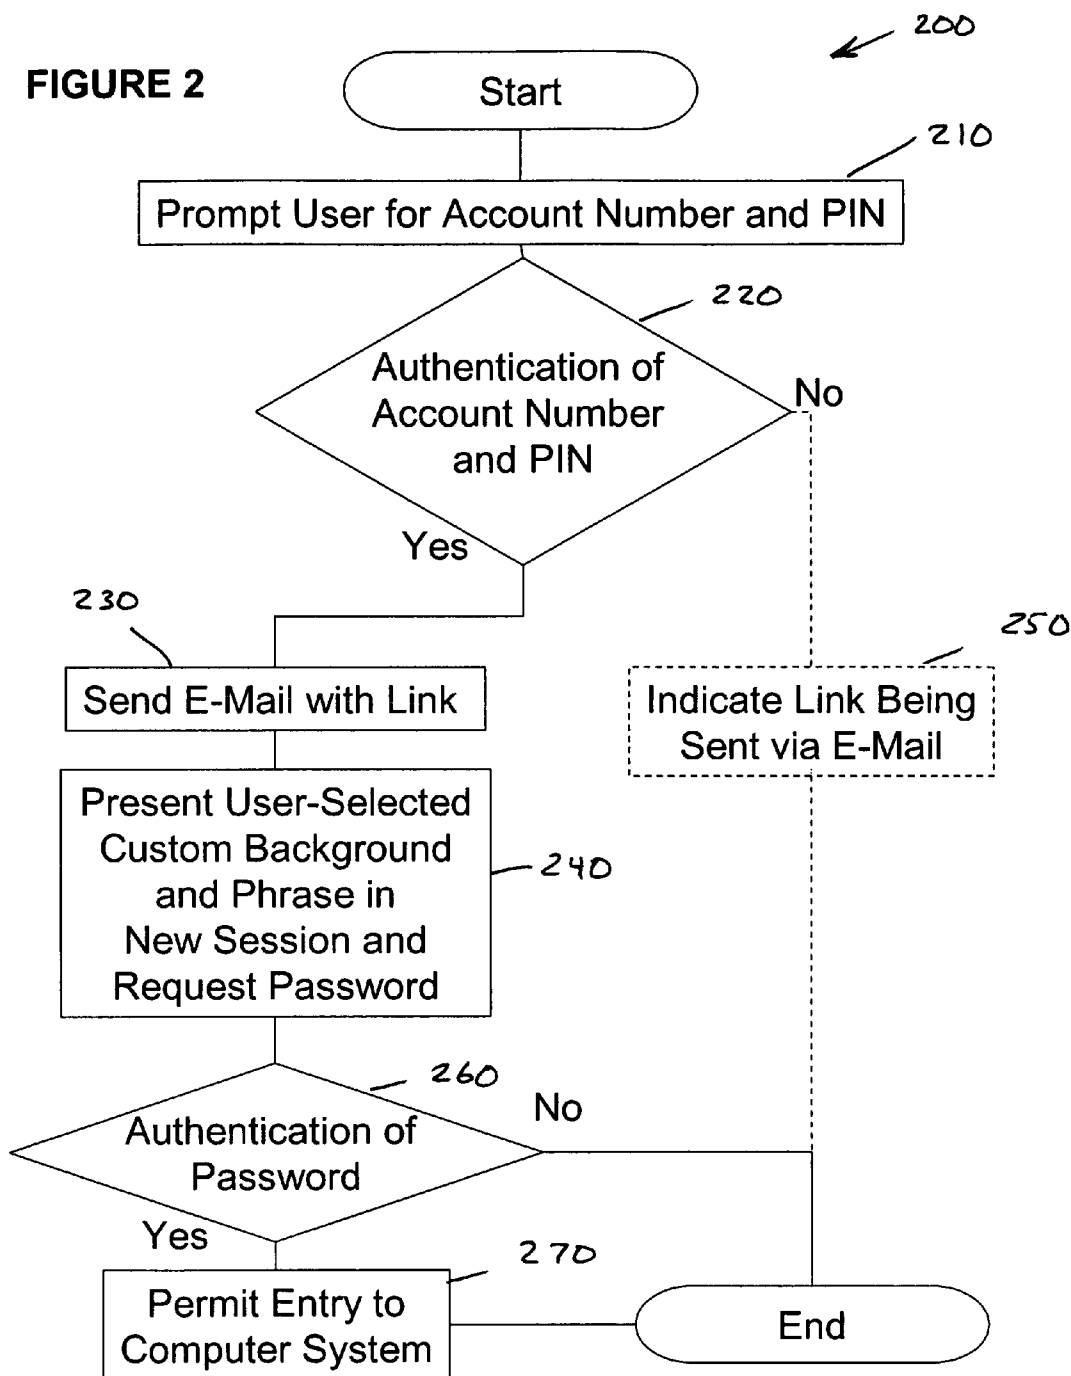 200
FIGURE 2
Start
210
Prompt User for Account Number and PIN
220
Authentication of
Account Number
and PIN
No
Yes
230
250
Send E-Mail with Link
Indicate Link Being
Sent via E-Mail
Present User-Selected
Custom Background
and Phrase in
New Session and
Request Password
240
260
Authentication of
Password
No
Yes
270
Permit Entry to
Computer System
End